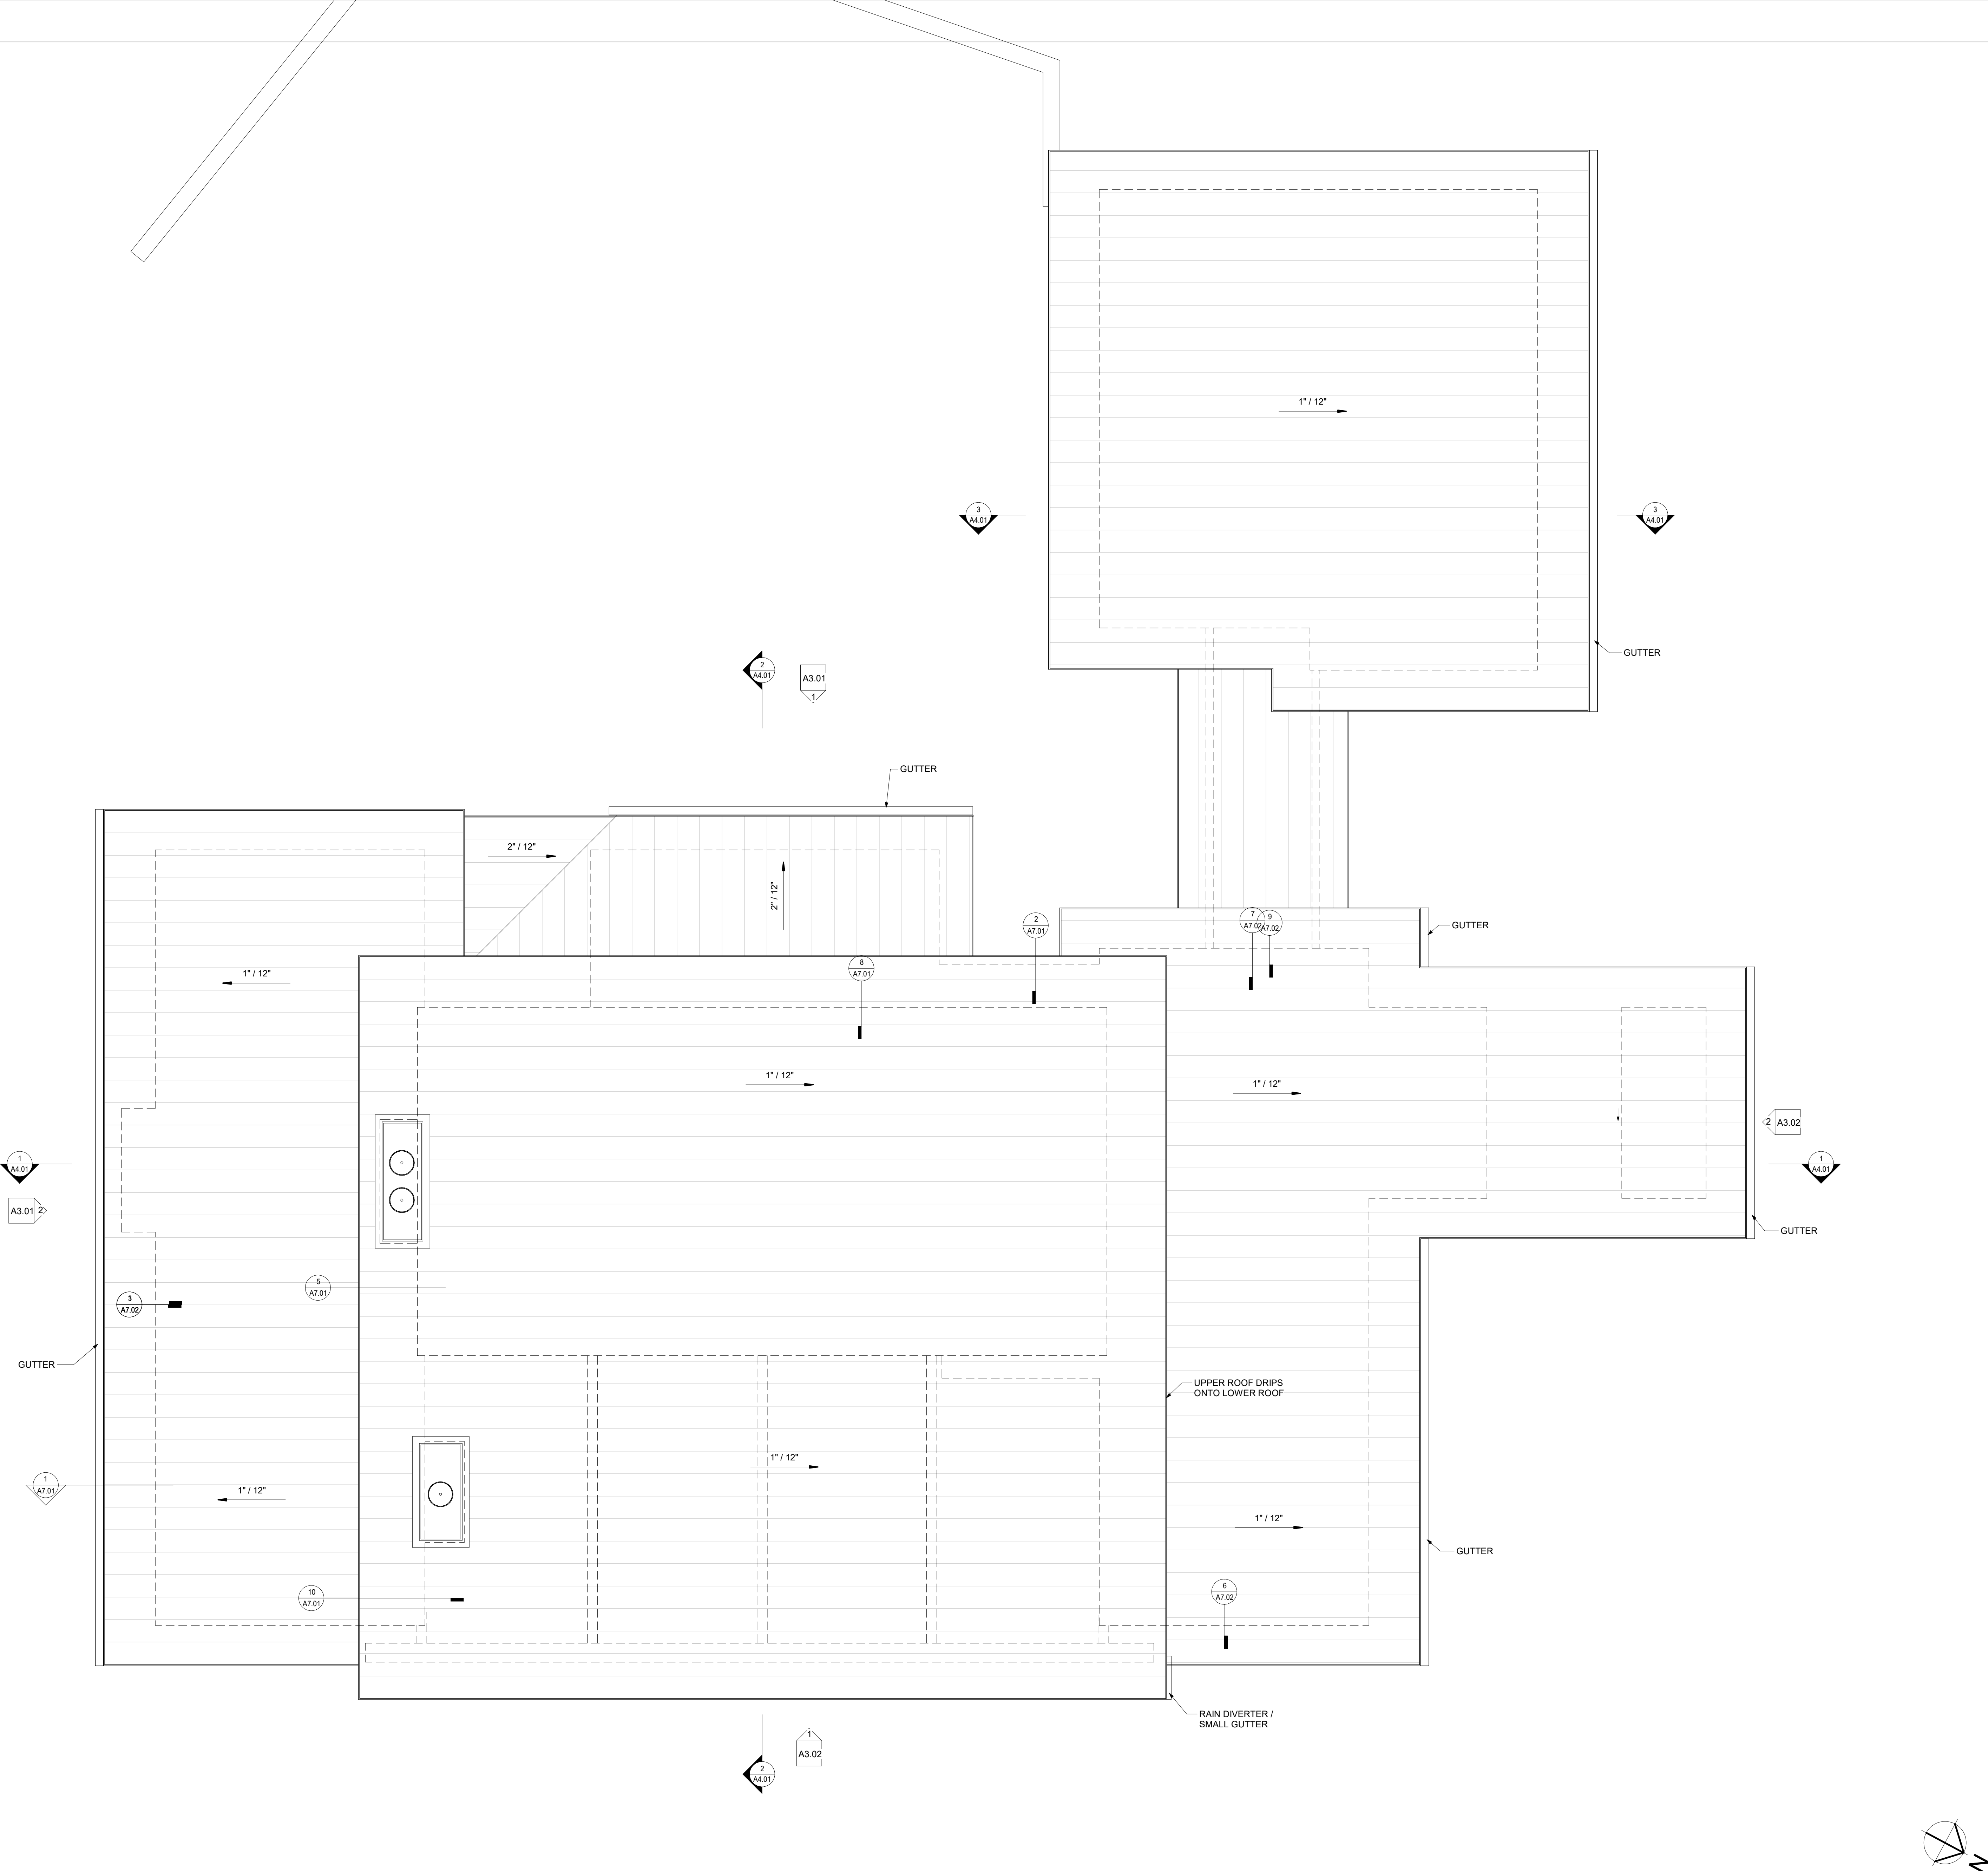 1" / 12"
3
A4.01
3
A4.01
GUTTER
2
A4.01
A3.01
1
GUTTER
2" / 12"
2" / 12"
2
A7.01
7
A7.02
9
A7.02
GUTTER
8
A7.01
1" / 12"
1" / 12"
1" / 12"
2
A3.02
1
A4.01
1
A4.01
A3.01
2
GUTTER
5
A7.01
3
A7.02
GUTTER
UPPER ROOF DRIPS
ONTO LOWER ROOF
1" / 12"
1
A7.01
1" / 12"
1" / 12"
GUTTER
10
A7.01
6
A7.02
RAIN DIVERTER /
SMALL GUTTER
1
A3.02
2
A4.01
N